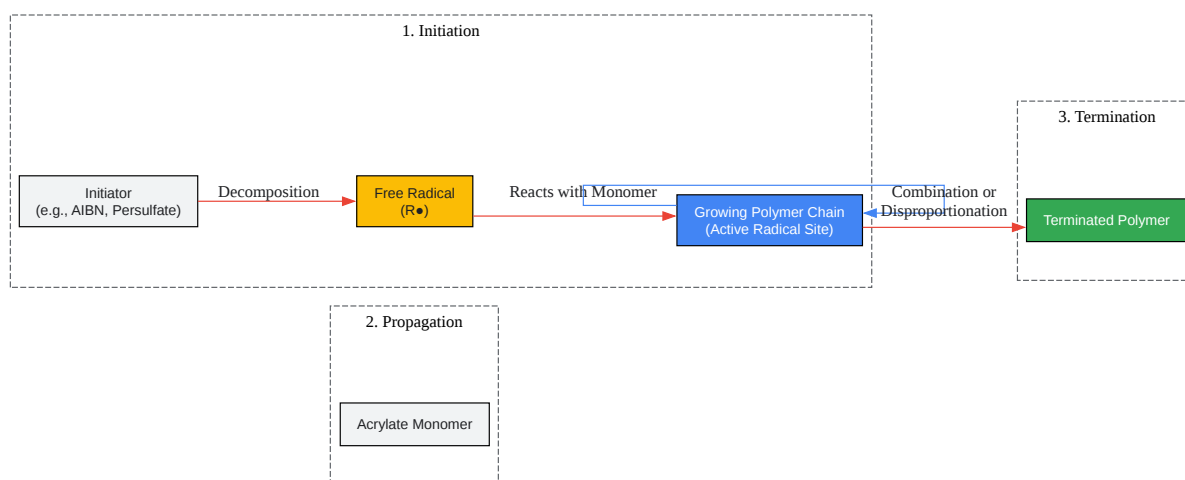 1. Initiation
Initiator
(e.g., AIBN, Persulfate)
Decomposition
Free Radical
(R●)
Reacts with Monomer
Growing Polymer Chain
(Active Radical Site)
Combination or
Disproportionation
3. Termination
Terminated Polymer
2. Propagation
Acrylate Monomer